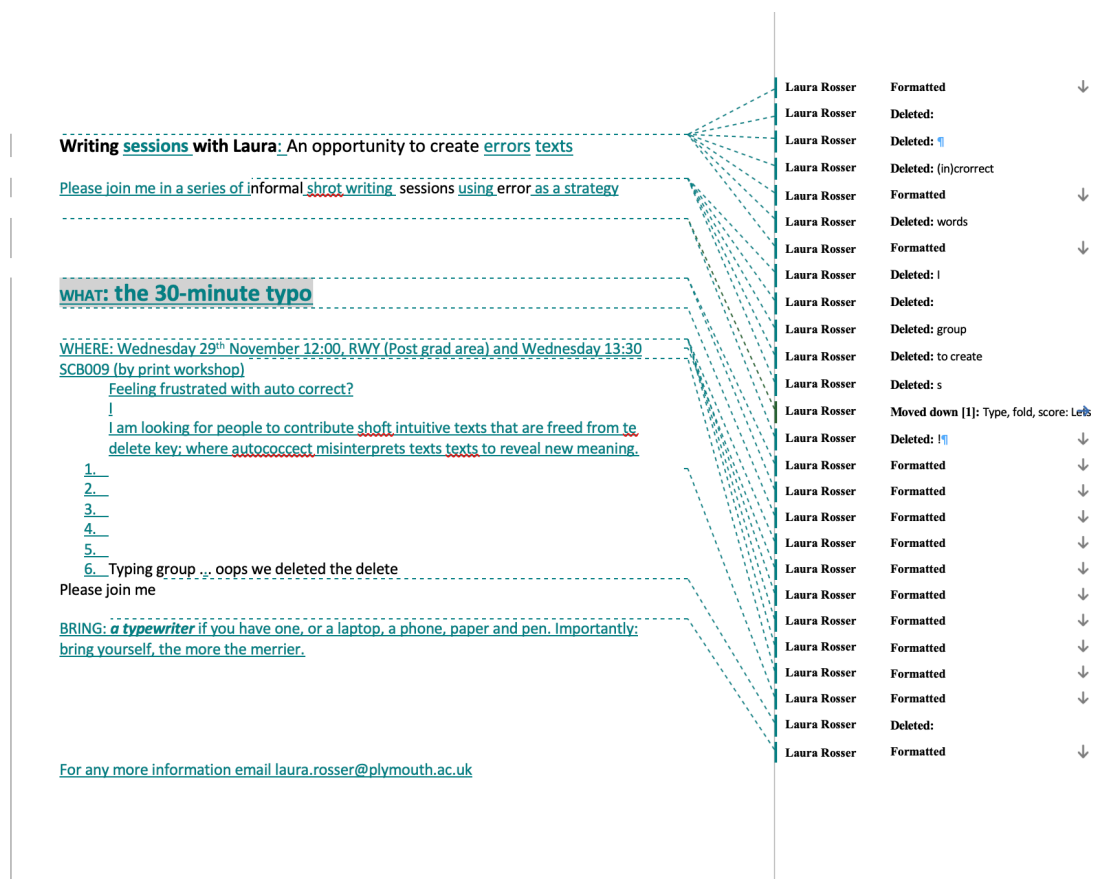 Writing sessions with Laura: An opportunity to create errors texts
Please join me in a series of informal shrot writing  sessions using error as a strategy
WHAT: the 30-minute typo
WHERE: Wednesday 29th November 12:00, RWY (Post grad area) and Wednesday 13:30
SCB009 (by print workshop)
Feeling frustrated with auto correct?
I
I am looking for people to contribute shoft intuitive texts that are freed from te
delete key; where autococcect misinterprets texts texts to reveal new meaning.
1.
2.
3.
4.
5.
6. Typing group ... oops we deleted the delete
Please join me
BRING: a typewriter if you have one, or a laptop, a phone, paper and pen. Importantly:
bring yourself, the more the merrier.
For any more information email laura.rosser@plymouth.ac.uk
Laura Rosser Formatted
Laura Rosser Deleted:
Laura Rosser Deleted: ¶
Laura Rosser Deleted: (in)crorrect
Laura Rosser Formatted
Laura Rosser Deleted: words
Laura Rosser Formatted
Laura Rosser Deleted: I
Laura Rosser Deleted:
Laura Rosser Deleted: group
Laura Rosser Deleted: to create
Laura Rosser Deleted: s
Laura Rosser Moved down [1]: Type, fold, score: Lets
Laura Rosser Deleted: !¶
Laura Rosser Formatted
Laura Rosser Formatted
Laura Rosser Formatted
Laura Rosser Formatted
Laura Rosser Formatted
Laura Rosser Formatted
Laura Rosser Formatted
Laura Rosser Formatted
Laura Rosser Formatted
Laura Rosser Formatted
Laura Rosser Deleted:
Laura Rosser Formatted